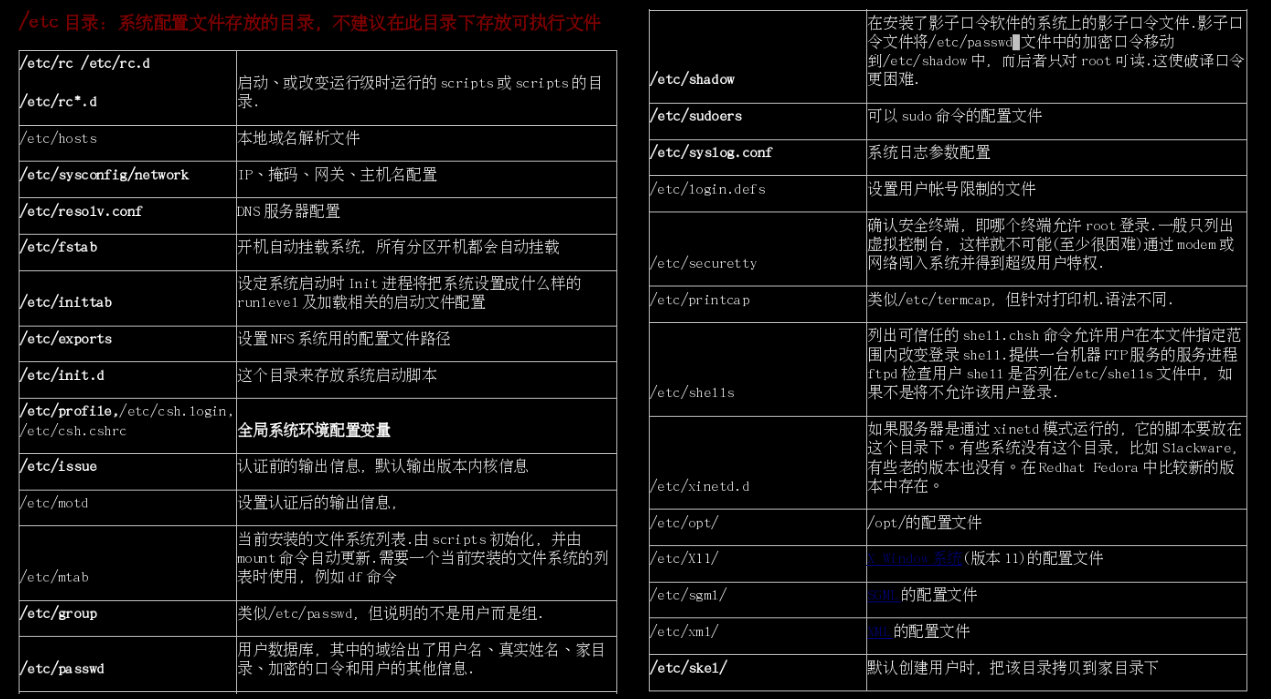 /etc 目录：系统配置文件存放的目录，不建议在此目录下存放可执行文件
/etc/rc /etc/rc.d
/etc/rc*.d
启动、或改变运行级时运行的 scripts 或 scripts 的目
录.
/etc/hosts
本地域名解析文件
/etc/sysconfig/network
IP、掩码、网关、主机名配置
/etc/resolv.conf
DNS 服务器配置
/etc/fstab
开机自动挂载系统，所有分区开机都会自动挂载
/etc/inittab
设定系统启动时 Init 进程将把系统设置成什么样的
runlevel 及加载相关的启动文件配置
/etc/exports
设置 NFS 系统用的配置文件路径
/etc/init.d
这个目录来存放系统启动脚本
/etc/profile,/etc/csh.login,
/etc/csh.cshrc
全局系统环境配置变量
/etc/issue
认证前的输出信息，默认输出版本内核信息
/etc/motd
设置认证后的输出信息，
/etc/mtab
当前安装的文件系统列表.由 scripts 初始化，并由
mount 命令自动更新.需要一个当前安装的文件系统的列
表时使用，例如 df 命令
/etc/group
类似/etc/passwd，但说明的不是用户而是组.
/etc/passwd
用户数据库，其中的域给出了用户名、真实姓名、家目
录、加密的口令和用户的其他信息.
/etc/shadow
在安装了影子口令软件的系统上的影子口令文件.影子口
令文件将/etc/passwd 文件中的加密口令移动
到/etc/shadow 中，而后者只对 root 可读.这使破译口令
更困难.
/etc/sudoers
可以 sudo 命令的配置文件
/etc/syslog.conf
系统日志参数配置
/etc/login.defs
设置用户帐号限制的文件
/etc/securetty
确认安全终端，即哪个终端允许 root 登录.一般只列出
虚拟控制台，这样就不可能(至少很困难)通过 modem 或
网络闯入系统并得到超级用户特权.
/etc/printcap
类似/etc/termcap，但针对打印机.语法不同.
/etc/shells
列出可信任的 shell.chsh 命令允许用户在本文件指定范
围内改变登录 shell.提供一台机器 FTP 服务的服务进程
ftpd 检查用户 shell 是否列在/etc/shells 文件中，如
果不是将不允许该用户登录.
/etc/xinetd.d
如果服务器是通过 xinetd 模式运行的，它的脚本要放在
这个目录下。有些系统没有这个目录，比如 Slackware，
有些老的版本也没有。在 Redhat Fedora 中比较新的版
本中存在。
/etc/opt/
/opt/的配置文件
/etc/X11/
X Window 系统(版本 11)的配置文件
/etc/sgml/
SGML 的配置文件
/etc/xml/
XML 的配置文件
/etc/skel/
默认创建用户时，把该目录拷贝到家目录下